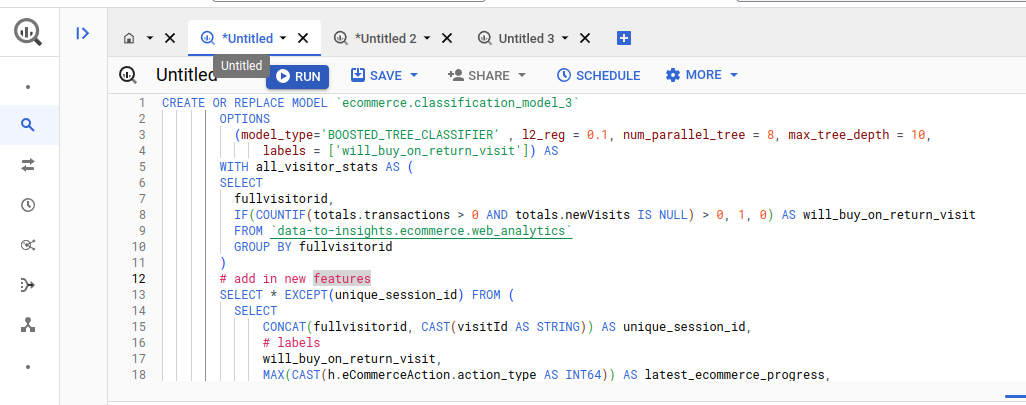 *Untitled *Untitled 2 Untitled 3
Untitled RUN SAVE SHARE SCHEDULE MORE
Untitled
1 CREATE OR REPLACE MODEL `ecommerce.classification_model_3`
2 OPTIONS
3 (model_type='BOOSTED_TREE_CLASSIFIER' , l2_reg = 0.1, num_parallel_tree = 8, max_tree_depth = 10,
4 labels = ['will_buy_on_return_visit']) AS
5 WITH all_visitor_stats AS (
6 SELECT
7 fullvisitorid,
8 IF(COUNTIF(totals.transactions > 0 AND totals.newVisits IS NULL) > 0, 1, 0) AS will_buy_on_return_visit
9 FROM `data-to-insights.ecommerce.web_analytics`
10 GROUP BY fullvisitorid
11 )
12 # add in new features
13 SELECT * EXCEPT(unique_session_id) FROM (
14 SELECT
15 CONCAT(fullvisitorid, CAST(visitId AS STRING)) AS unique_session_id,
16 # labels
17 will_buy_on_return_visit,
18 MAX(CAST(h.eCommerceAction.action_type AS INT64)) AS latest_ecommerce_progress,